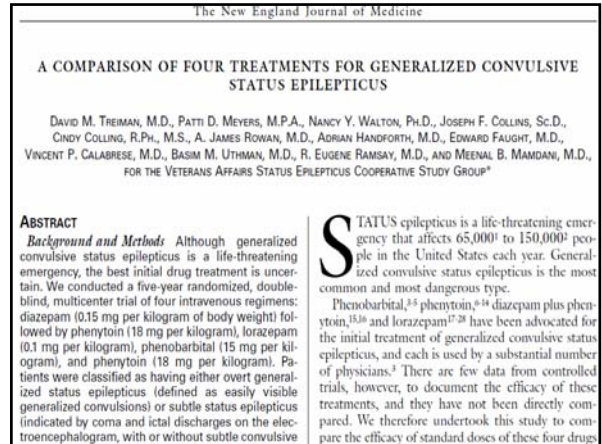 The New England Journal of Medicine
A COMPARISON OF FOUR TREATMENTS FOR GENERALIZED CONVULSIVE
STATUS EPILEPTICUS
DAVID M. TREIMAN, M.D., PATTI D. MEYERS, M.P.A., NANCY Y. WALTON, PH.D., JOSEPH F. COLLINS, SC.D.,
CINDY COLLING, R.PH., M.S., A. JAMES ROWAN, M.D., ADRIAN HANDFORTH, M.D., EDWARD FAUGHT, M.D.,
VINCENT P. CALABRESE, M.D., BASIM M. UTHMAN, M.D., R. EUGENE RAMSAY, M.D., AND MEENAL B. MAMDANI, M.D.,
FOR THE VETERANS AFFAIRS STATUS EPILEPTICUS COOPERATIVE STUDY GROUP*
ABSTRACT
Background and Methods Although generalized
convulsive status epilepticus is a life-threatening
emergency, the best initial drug treatment is uncer-
tain. We conducted a five-year randomized, double-
blind, multicenter trial of four intravenous regimens:
diazepam (0.15 mg per kilogram of body weight) fol-
lowed by phenytoin (18 mg per kilogram), lorazepam
(0.1 mg per kilogram), phenobarbital (15 mg per kil-
ogram), and phenytoin (18 mg per kilogram). Pa-
tients were classified as having either overt general-
ized status epilepticus (defined as easily visible
generalized convulsions) or subtle status epilepticus
(indicated by coma and ictal discharges on the elec-
troencephalogram, with or without subtle convulsive
STATUS epilepticus is a life-threatening emer-
gency that affects 65,000¹ to 150,000² peo-
ple in the United States each year. General-
ized convulsive status epilepticus is the most
common and most dangerous type.
Phenobarbital,³⁻⁵ phenytoin,⁶⁻¹⁴ diazepam plus phen-
ytoin,¹⁵,¹⁶ and lorazepam¹⁷⁻²⁸ have been advocated for
the initial treatment of generalized convulsive status
epilepticus, and each is used by a substantial number
of physicians.³ There are few data from controlled
trials, however, to document the efficacy of these
treatments, and they have not been directly com-
pared. We therefore undertook this study to com-
pare the efficacy of standard doses of these four drug